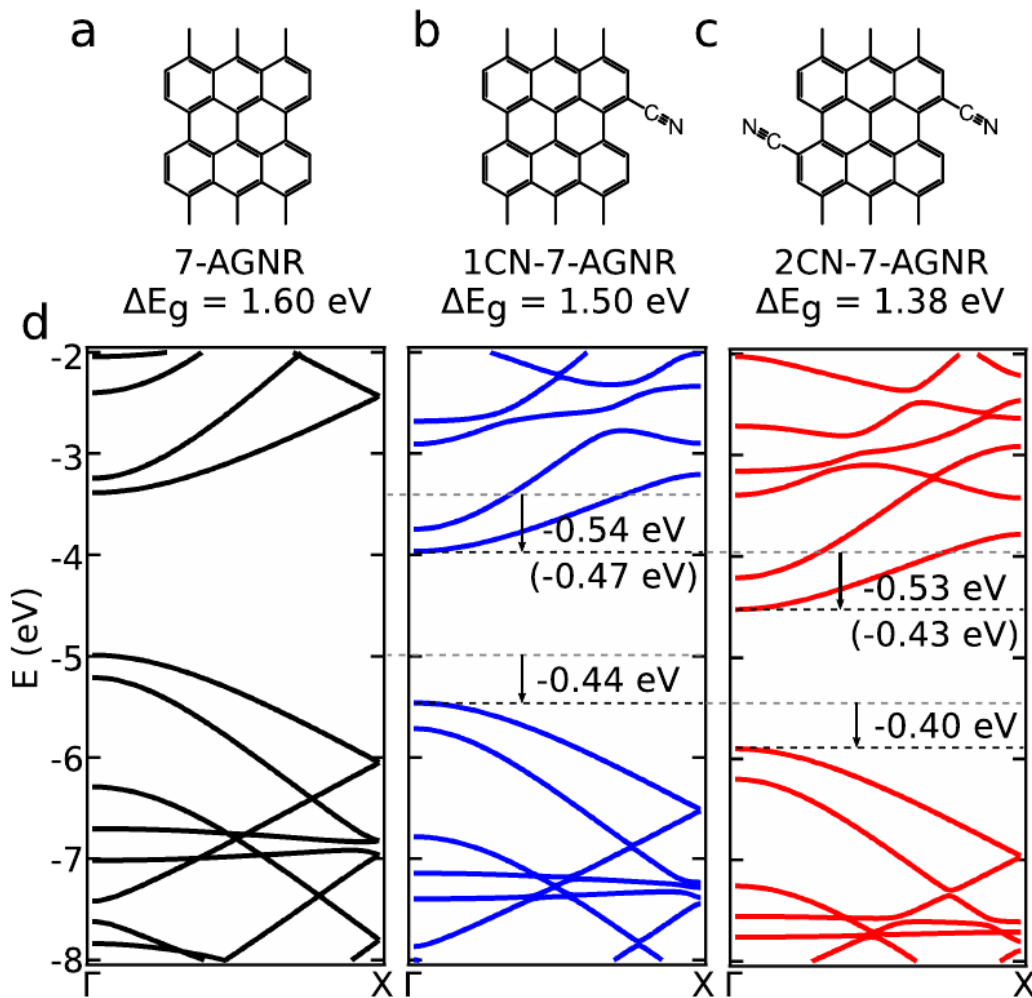 a b c
C≡N
N≡C C≡N
7-AGNR 1CN-7-AGNR 2CN-7-AGNR
ΔEg = 1.60 eV ΔEg = 1.50 eV ΔEg = 1.38 eV
d
E (eV)
-2
-3
-4
-5
-6
-7
-8
-0.54 eV
(-0.47 eV)
-0.44 eV
-0.53 eV
(-0.43 eV)
-0.40 eV
Γ X Γ X Γ X